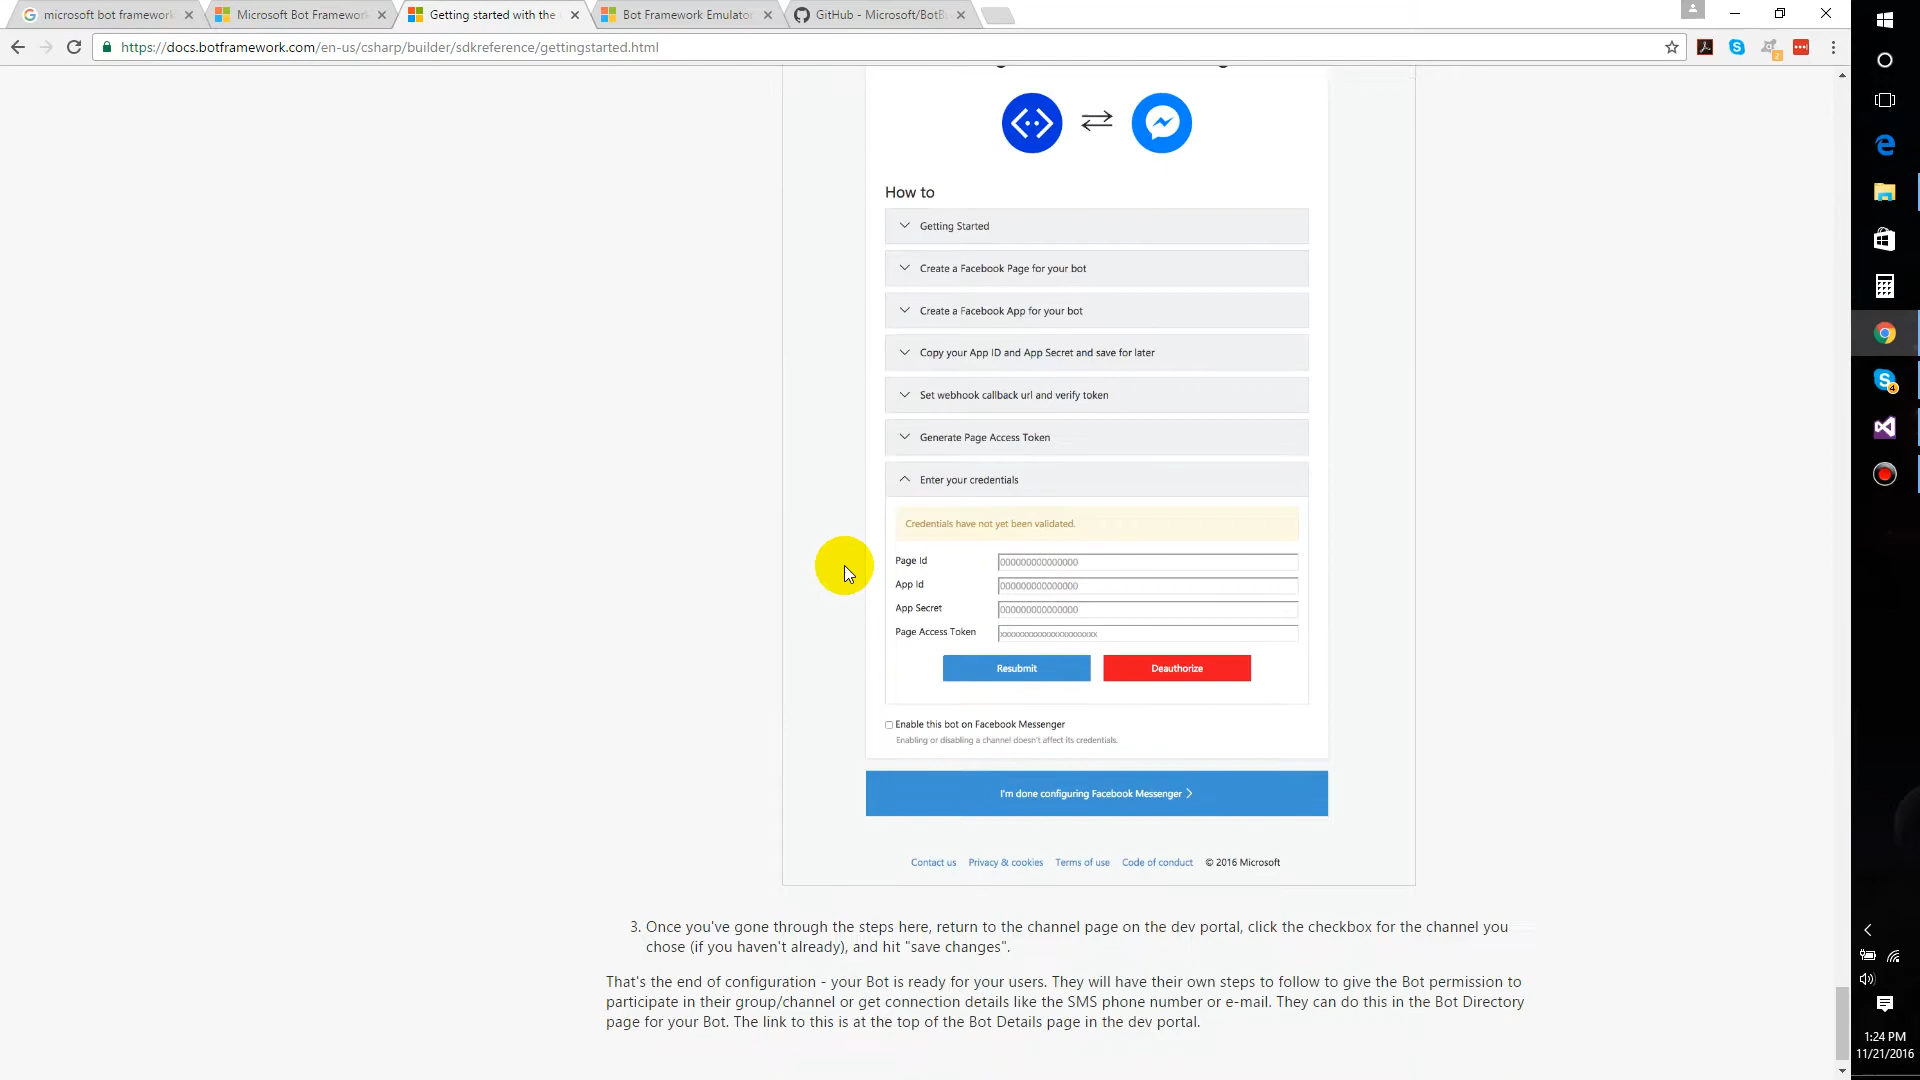 microsoft bot framework
Microsoft Bot Framework
Getting started with the
Bot Framework Emulator
GitHub - Microsoft/BotB
https://docs.botframework.com/en-us/csharp/builder/sdkreference/gettingstarted.html
2
How to
Getting Started
Create a Facebook Page for your bot
Create a Facebook App for your bot
Copy your App ID and App Secret and save for later
Set webhook callback url and verify token
Generate Page Access Token
Enter your credentials
Credentials have not yet been validated.
Page Id 000000000000000
App Id 000000000000000
App Secret 000000000000000
Page Access Token
Resubmit Deauthorize
Enable this bot on Facebook Messenger
Enabling or disabling a channel doesn't affect its credentials.
I'm done configuring Facebook Messenger
Contact us Privacy & cookies Terms of use Code of conduct © 2016 Microsoft
3. Once you've gone through the steps here, return to the channel page on the dev portal, click the checkbox for the channel you
chose (if you haven't already), and hit "save changes".
That's the end of configuration - your Bot is ready for your users. They will have their own steps to follow to give the Bot permission to
participate in their group/channel or get connection details like the SMS phone number or e-mail. They can do this in the Bot Directory
page for your Bot. The link to this is at the top of the Bot Details page in the dev portal.
4
1:24 PM
11/21/2016